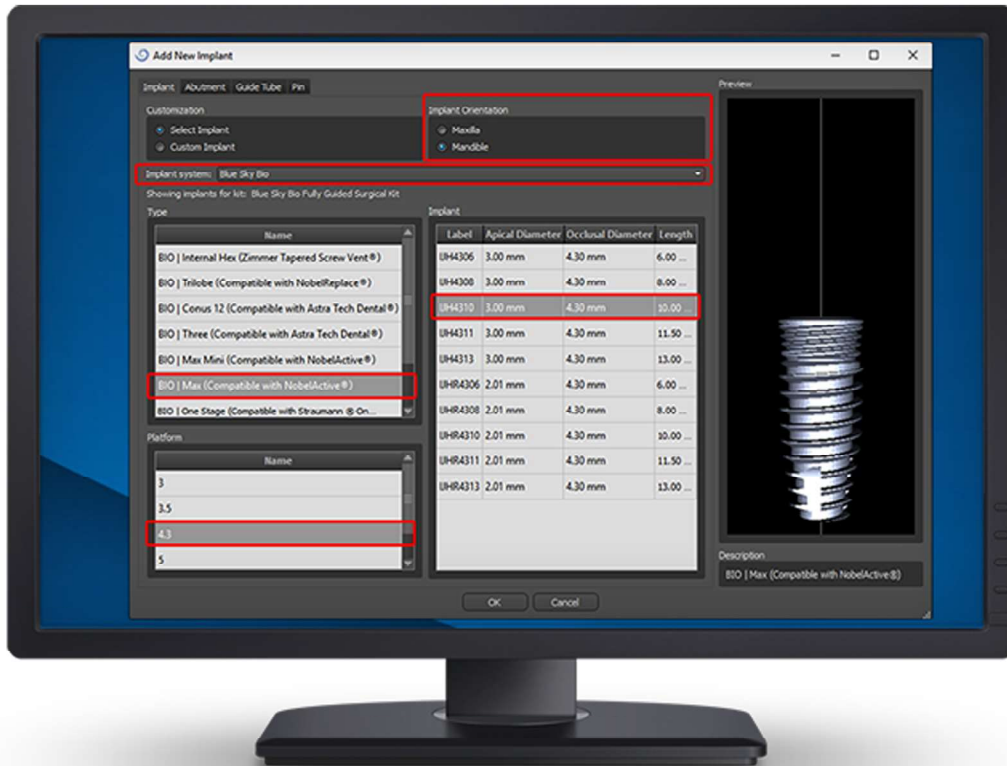 Add New Implant
Implant Abutment Guide Tube Pin
Customization
Select Implant
Custom Implant
Implant Orientation
Maxilla
Mandible
Implant system: Blue Sky Bio
Showing implants for kit: Blue Sky Bio Fully Guided Surgical Kit
Type
Name
BIO | Internal Hex (Zimmer Tapered Screw Vent®)
BIO | Trilobe (Compatible with NobelReplace®)
BIO | Conus 12 (Compatible with Astra Tech Dental®)
BIO | Three (Compatible with Astra Tech Dental®)
BIO | Max Mini (Compatible with NobelActive®)
BIO | Max (Compatible with NobelActive®)
BIO | One Stage (Compatible with Straumann ® On...
Platform
Name
3
3.5
4.3
5
Implant
Label Apical Diameter Occlusal Diameter Length
UH4306 3.00 mm 4.30 mm 6.00 ...
UH4308 3.00 mm 4.30 mm 8.00 ...
UH4310 3.00 mm 4.30 mm 10.00 ...
UH4311 3.00 mm 4.30 mm 11.50 ...
UH4313 3.00 mm 4.30 mm 13.00 ...
UHR4306 2.01 mm 4.30 mm 6.00 ...
UHR4308 2.01 mm 4.30 mm 8.00 ...
UHR4310 2.01 mm 4.30 mm 10.00 ...
UHR4311 2.01 mm 4.30 mm 11.50 ...
UHR4313 2.01 mm 4.30 mm 13.00 ...
Preview
Description
BIO | Max (Compatible with NobelActive®)
OK Cancel